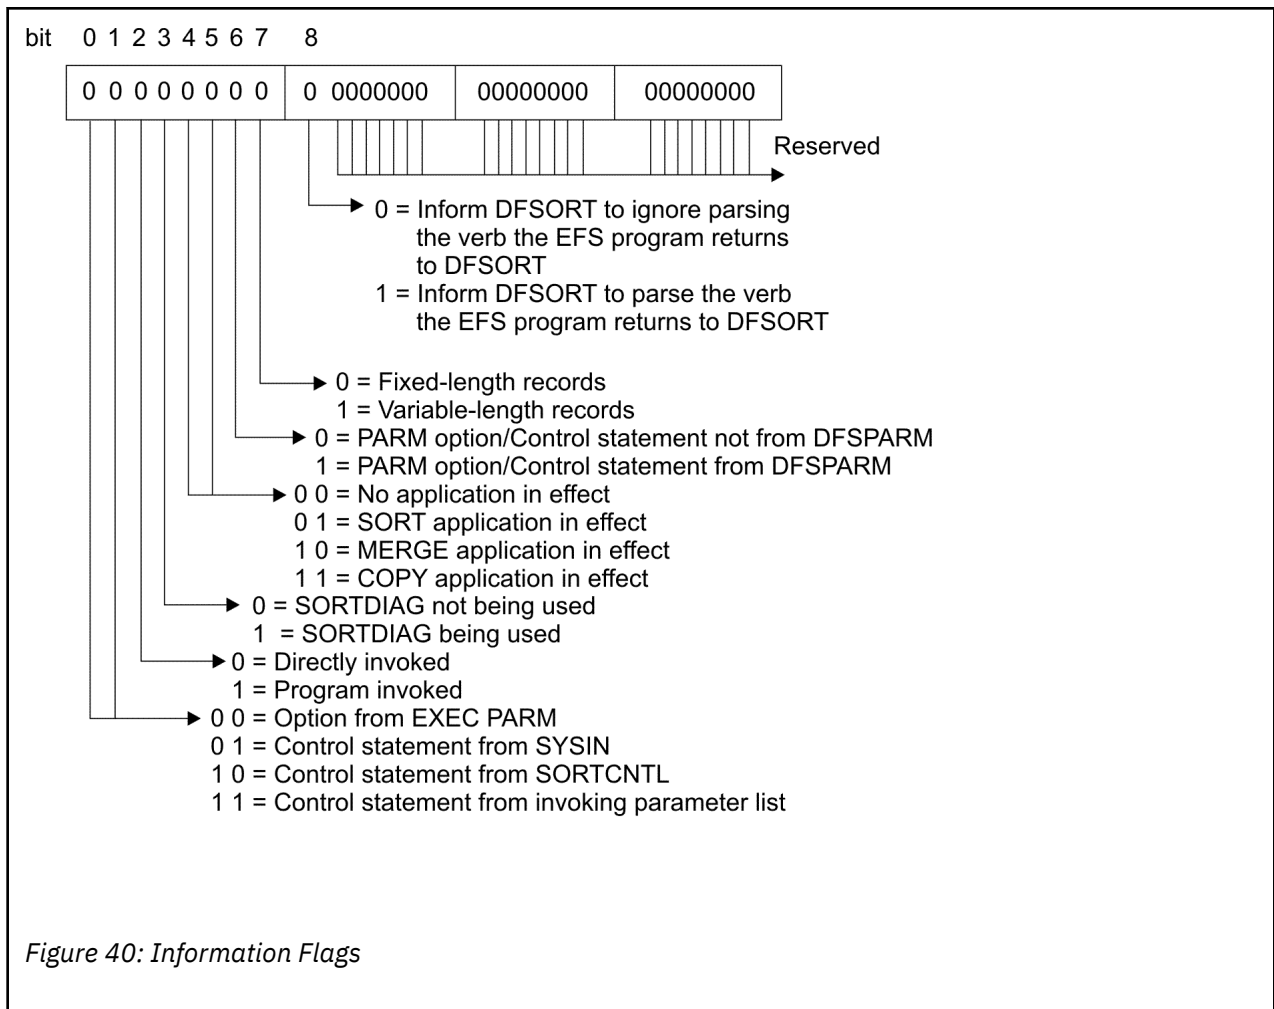 bit 0 1 2 3 4 5 6 7 8
0 0 0 0 0 0 0 0 0 0000000 00000000 00000000
Reserved
0 = Inform DFSORT to ignore parsing
the verb the EFS program returns
to DFSORT
1 = Inform DFSORT to parse the verb
the EFS program returns to DFSORT
0 = Fixed-length records
1 = Variable-length records
0 = PARM option/Control statement not from DFSPARM
1 = PARM option/Control statement from DFSPARM
0 0 = No application in effect
0 1 = SORT application in effect
1 0 = MERGE application in effect
1 1 = COPY application in effect
0 = SORTDIAG not being used
1 = SORTDIAG being used
0 = Directly invoked
1 = Program invoked
0 0 = Option from EXEC PARM
0 1 = Control statement from SYSIN
1 0 = Control statement from SORTCNTL
1 1 = Control statement from invoking parameter list
Figure 40: Information Flags